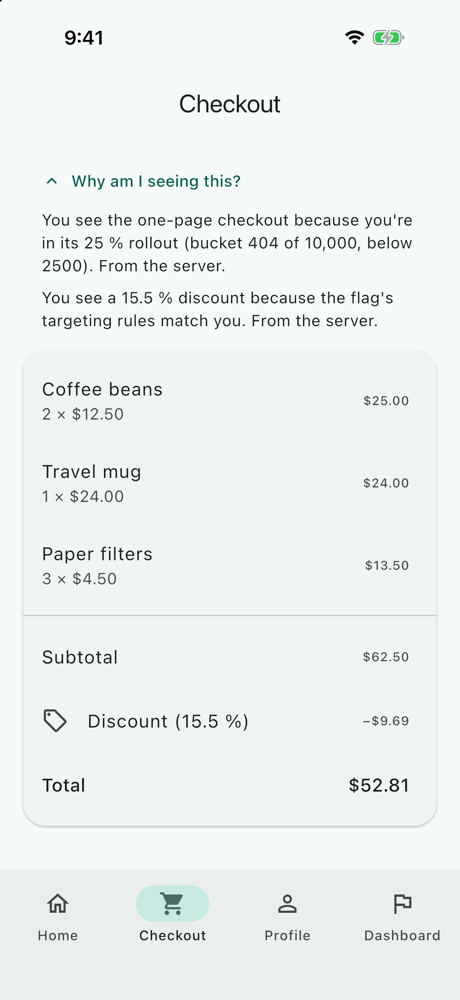 9:41
Checkout
Why am I seeing this?
You see the one-page checkout because you're
in its 25 % rollout (bucket 404 of 10,000, below
2500). From the server.
You see a 15.5 % discount because the flag's
targeting rules match you. From the server.
Coffee beans
2 × $12.50
$25.00
Travel mug
1 × $24.00
$24.00
Paper filters
3 × $4.50
$13.50
Subtotal
$62.50
Discount (15.5 %)
−$9.69
Total
$52.81
Home
Checkout
Profile
Dashboard